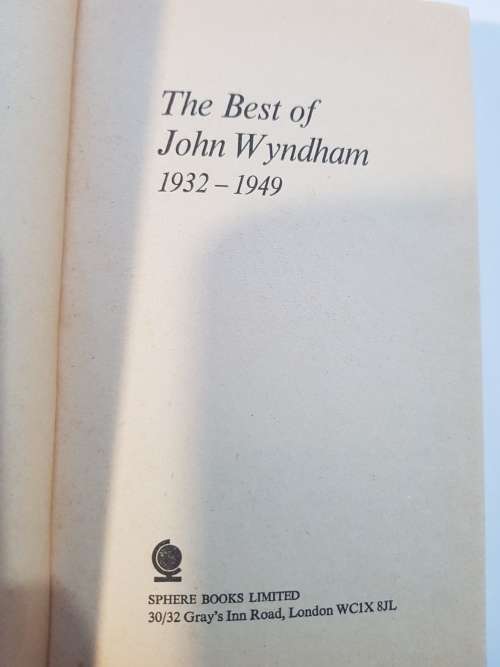 The Best of
John Wyndham
1932 – 1949
SPHERE BOOKS LIMITED
30/32 Gray's Inn Road, London WC1X 8JL